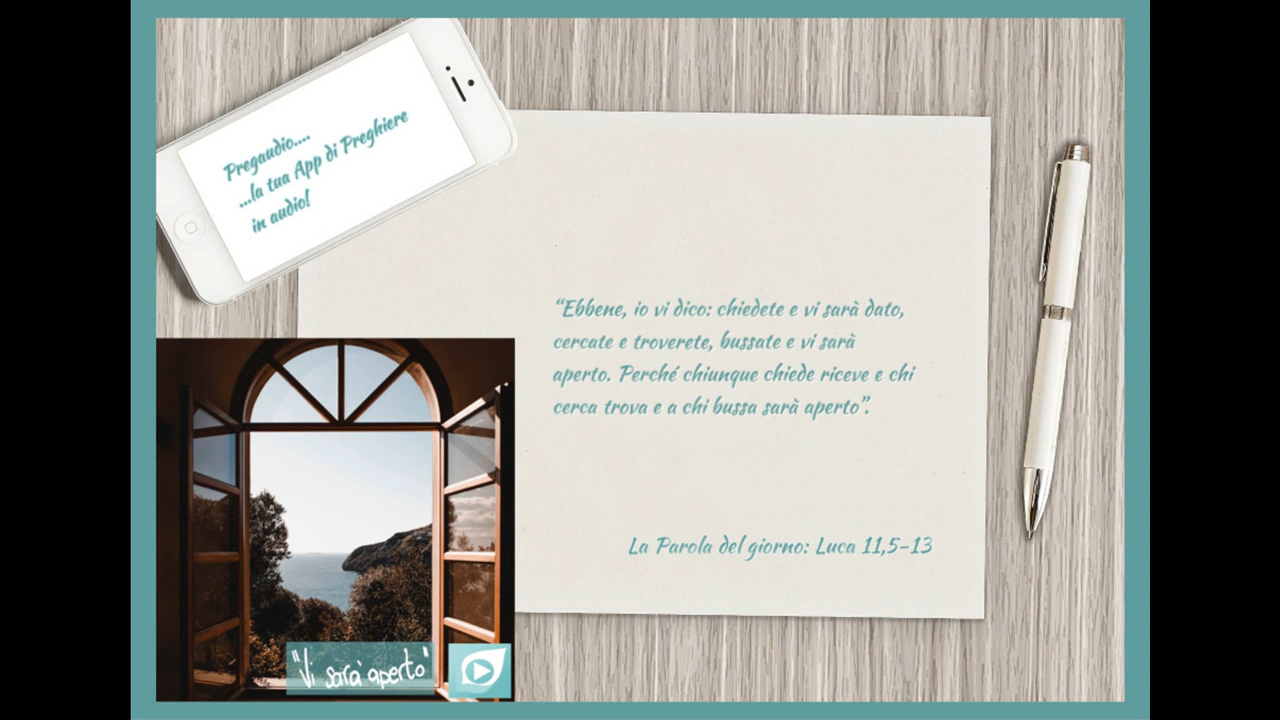 Pregaudio....
...la tua App di Preghiere
in audio!
“Ebbene, io vi dico: chiedete e vi sarà dato,
cercate e troverete, bussate e vi sarà
aperto. Perché chiunque chiede riceve e chi
cerca trova e a chi bussa sarà aperto”.
La Parola del giorno: Luca 11,5-13
"Vi sarà aperto"